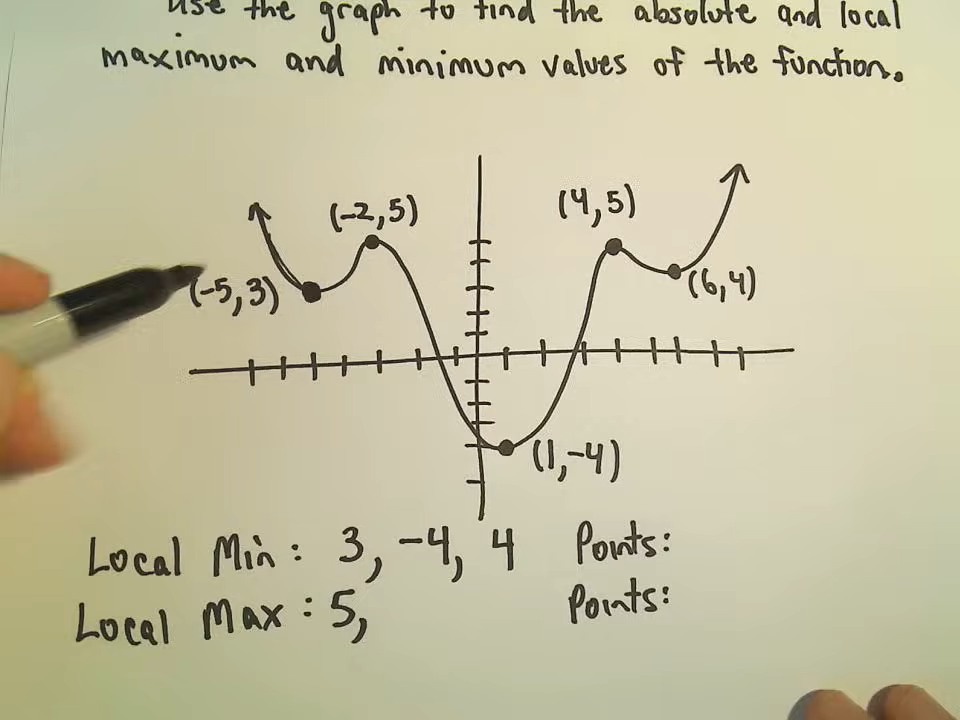 Use the graph to find the absolute and local
maximum and minimum values of the function.
(-2,5)
(4,5)
(-5,3)
(6,4)
(1,-4)
Local Min: 3, -4, 4 Points:
Local Max: 5, Points: